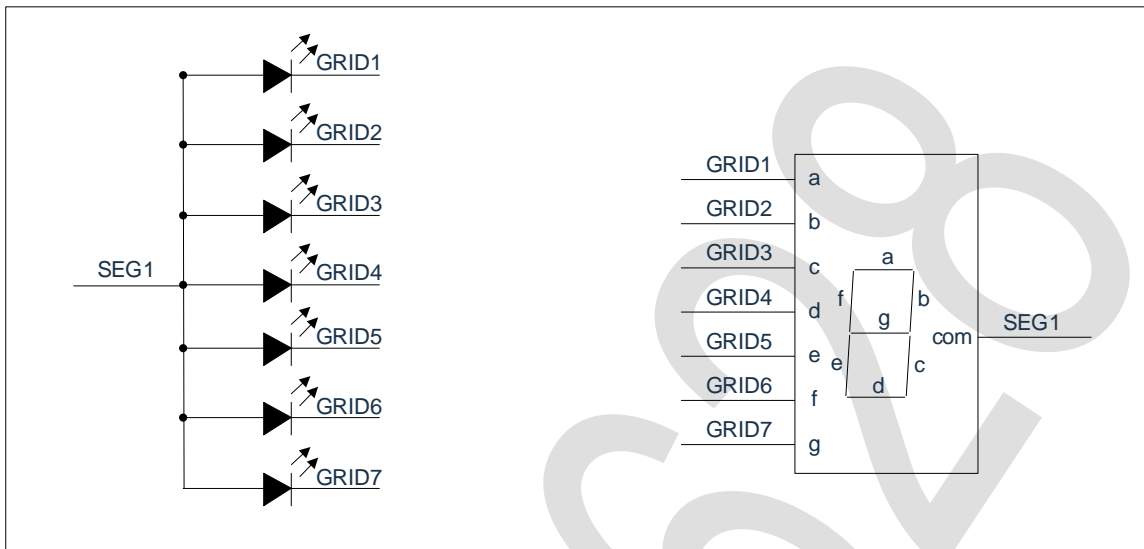 GRID1
GRID2
GRID3
SEG1
GRID4
GRID5
GRID6
GRID7
GRID1
a
GRID2
b
GRID3
c
GRID4
d
GRID5
e
GRID6
f
GRID7
g
a
f
b
g
e
c
d
com
SEG1